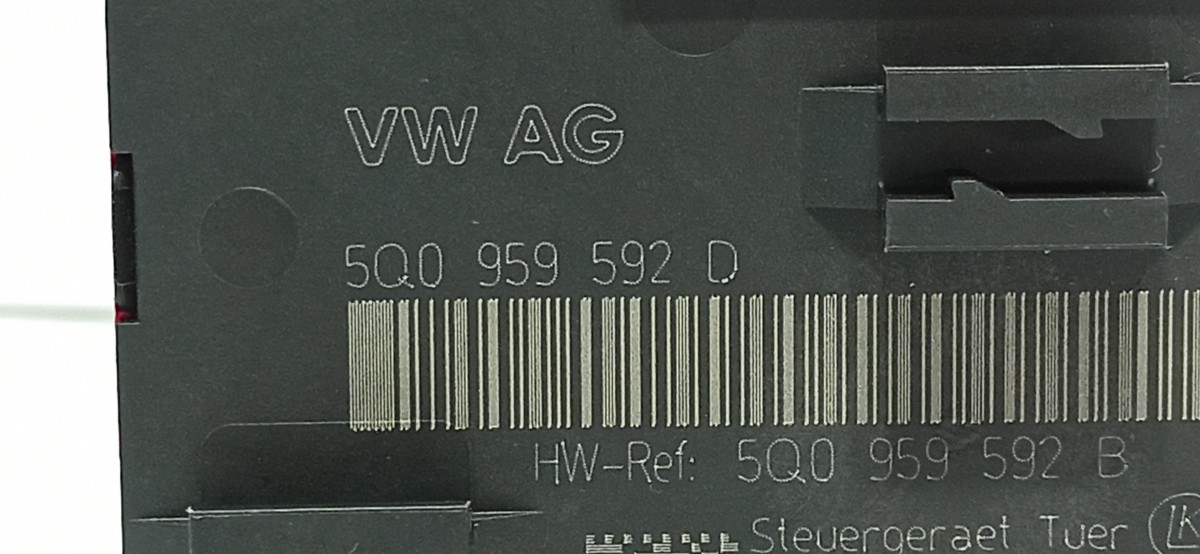 VW AG
5Q0 959 592 D
HW-Ref: 5Q0 959 592 B
Steuergeraet Tuer